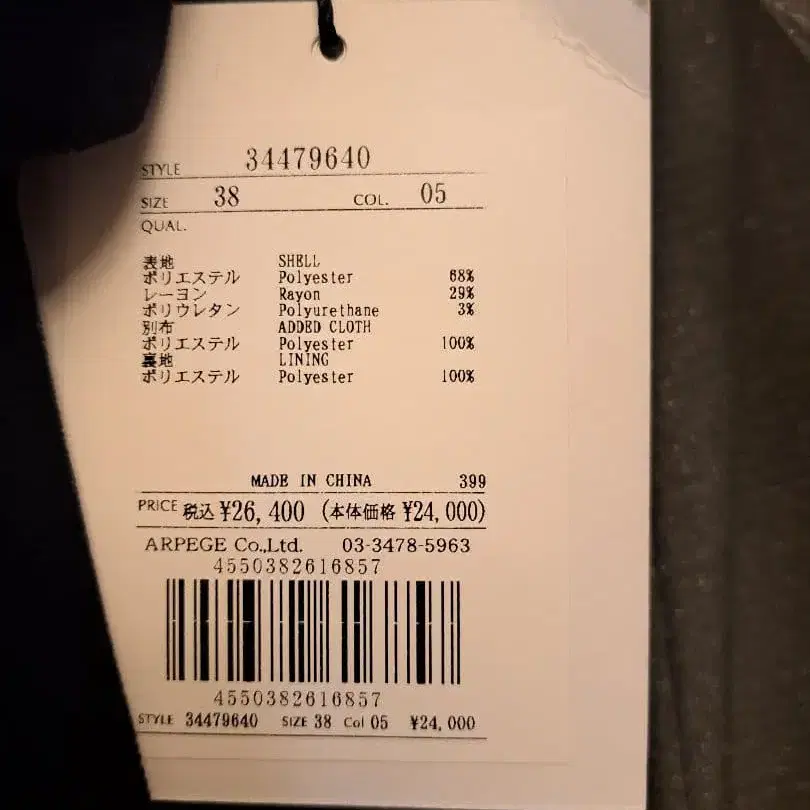 STYLE 34479640
SIZE 38 COL. 05
QUAL.
表地 SHELL
ポリエステル Polyester 68%
レーヨン Rayon 29%
ポリウレタン Polyurethane 3%
別布 ADDED CLOTH
ポリエステル Polyester 100%
裏地 LINING
ポリエステル Polyester 100%
MADE IN CHINA 399
PRICE 税込 ¥26,400 (本体価格 ¥24,000)
ARPEGE Co.,Ltd. 03-3478-5963
4550382616857
4550382616857
STYLE 34479640 SIZE 38 Col 05 ¥24,000